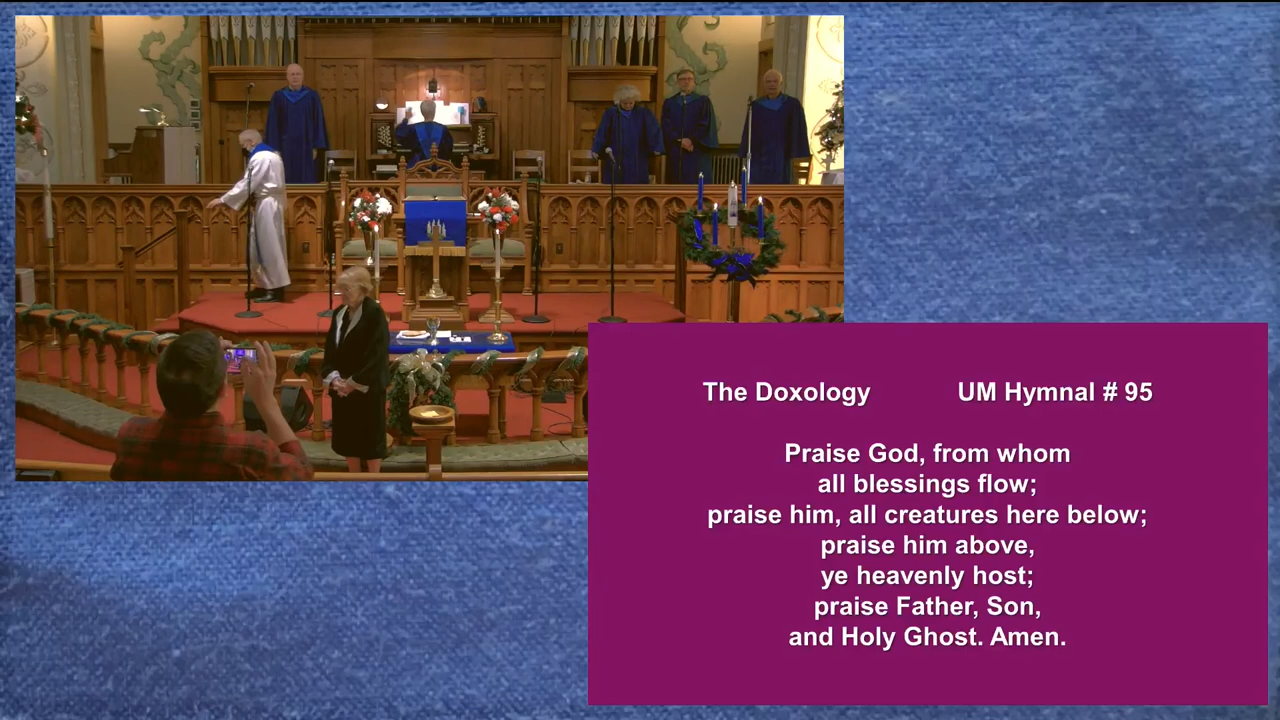 The Doxology UM Hymnal # 95
Praise God, from whom
all blessings flow;
praise him, all creatures here below;
praise him above,
ye heavenly host;
praise Father, Son,
and Holy Ghost. Amen.